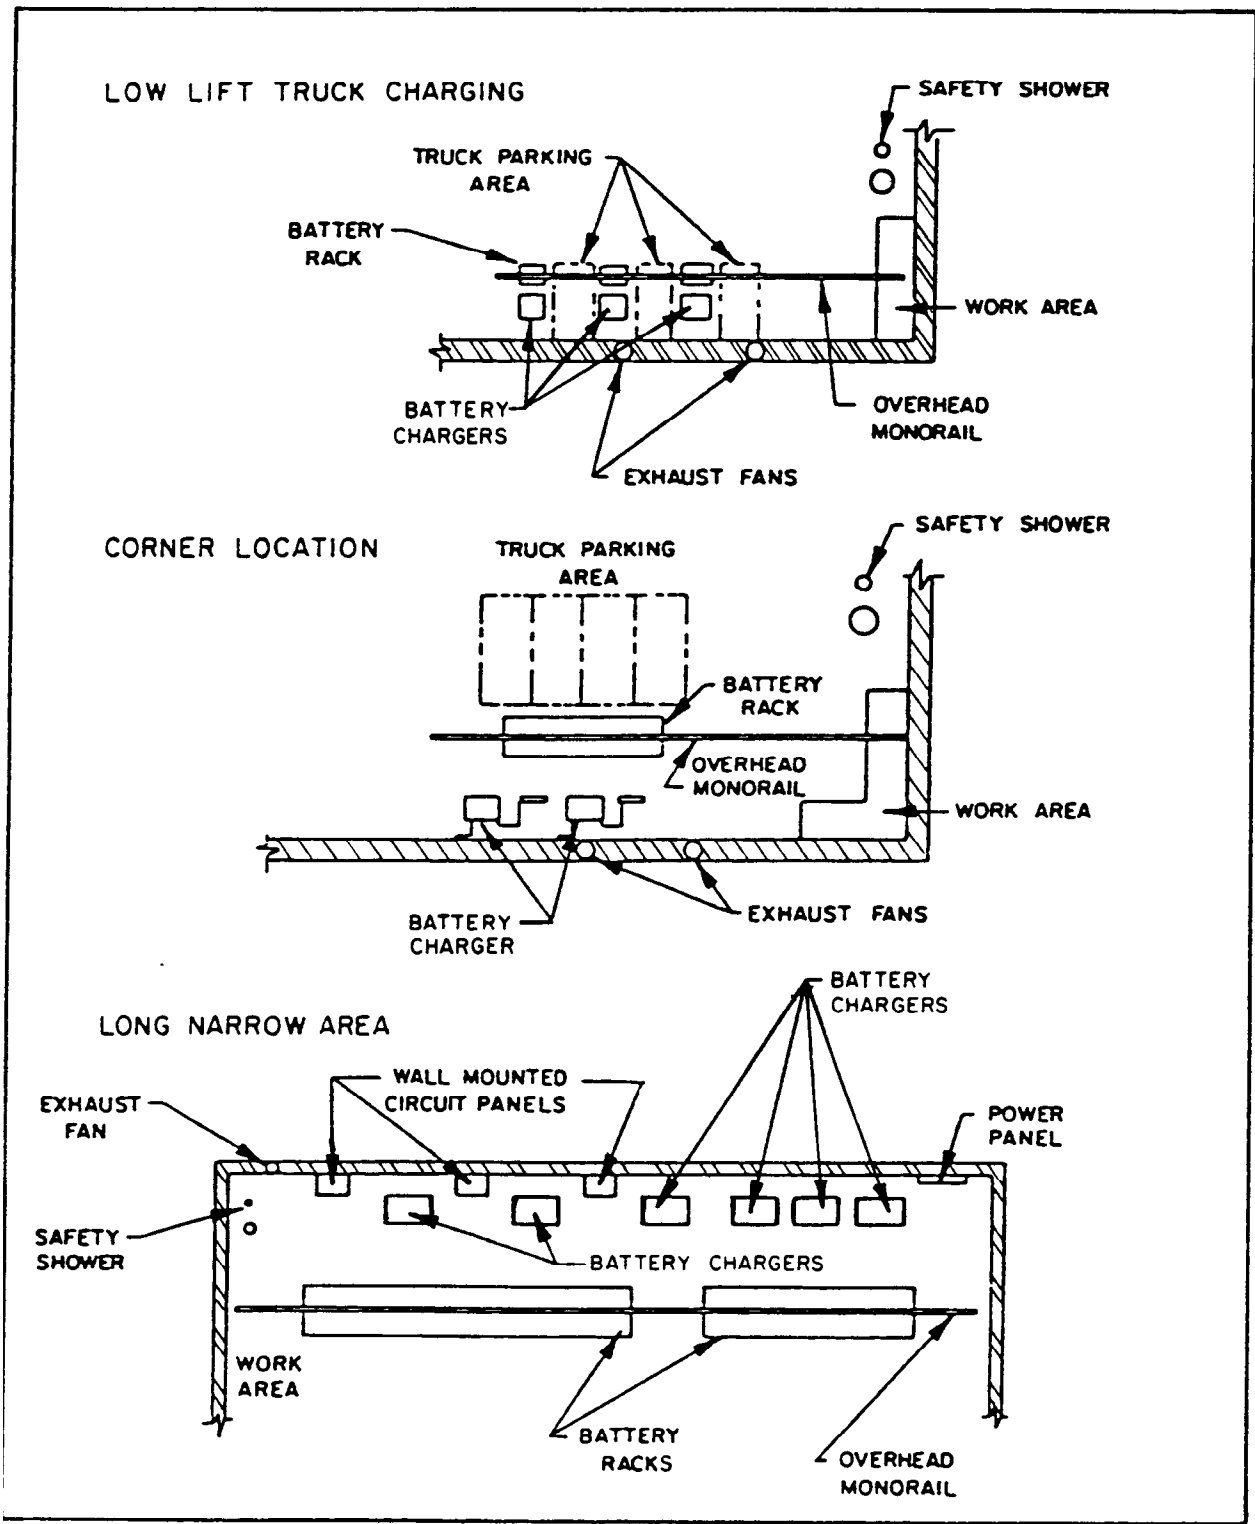 LOW LIFT TRUCK CHARGING
SAFETY SHOWER
TRUCK PARKING
AREA
BATTERY
RACK
WORK AREA
BATTERY
CHARGERS
OVERHEAD
MONORAIL
EXHAUST FANS
CORNER LOCATION
SAFETY SHOWER
TRUCK PARKING
AREA
BATTERY
RACK
OVERHEAD
MONORAIL
WORK AREA
BATTERY
CHARGER
EXHAUST FANS
LONG NARROW AREA
BATTERY
CHARGERS
WALL MOUNTED
CIRCUIT PANELS
EXHAUST
FAN
POWER
PANEL
SAFETY
SHOWER
BATTERY CHARGERS
WORK
AREA
BATTERY
RACKS
OVERHEAD
MONORAIL